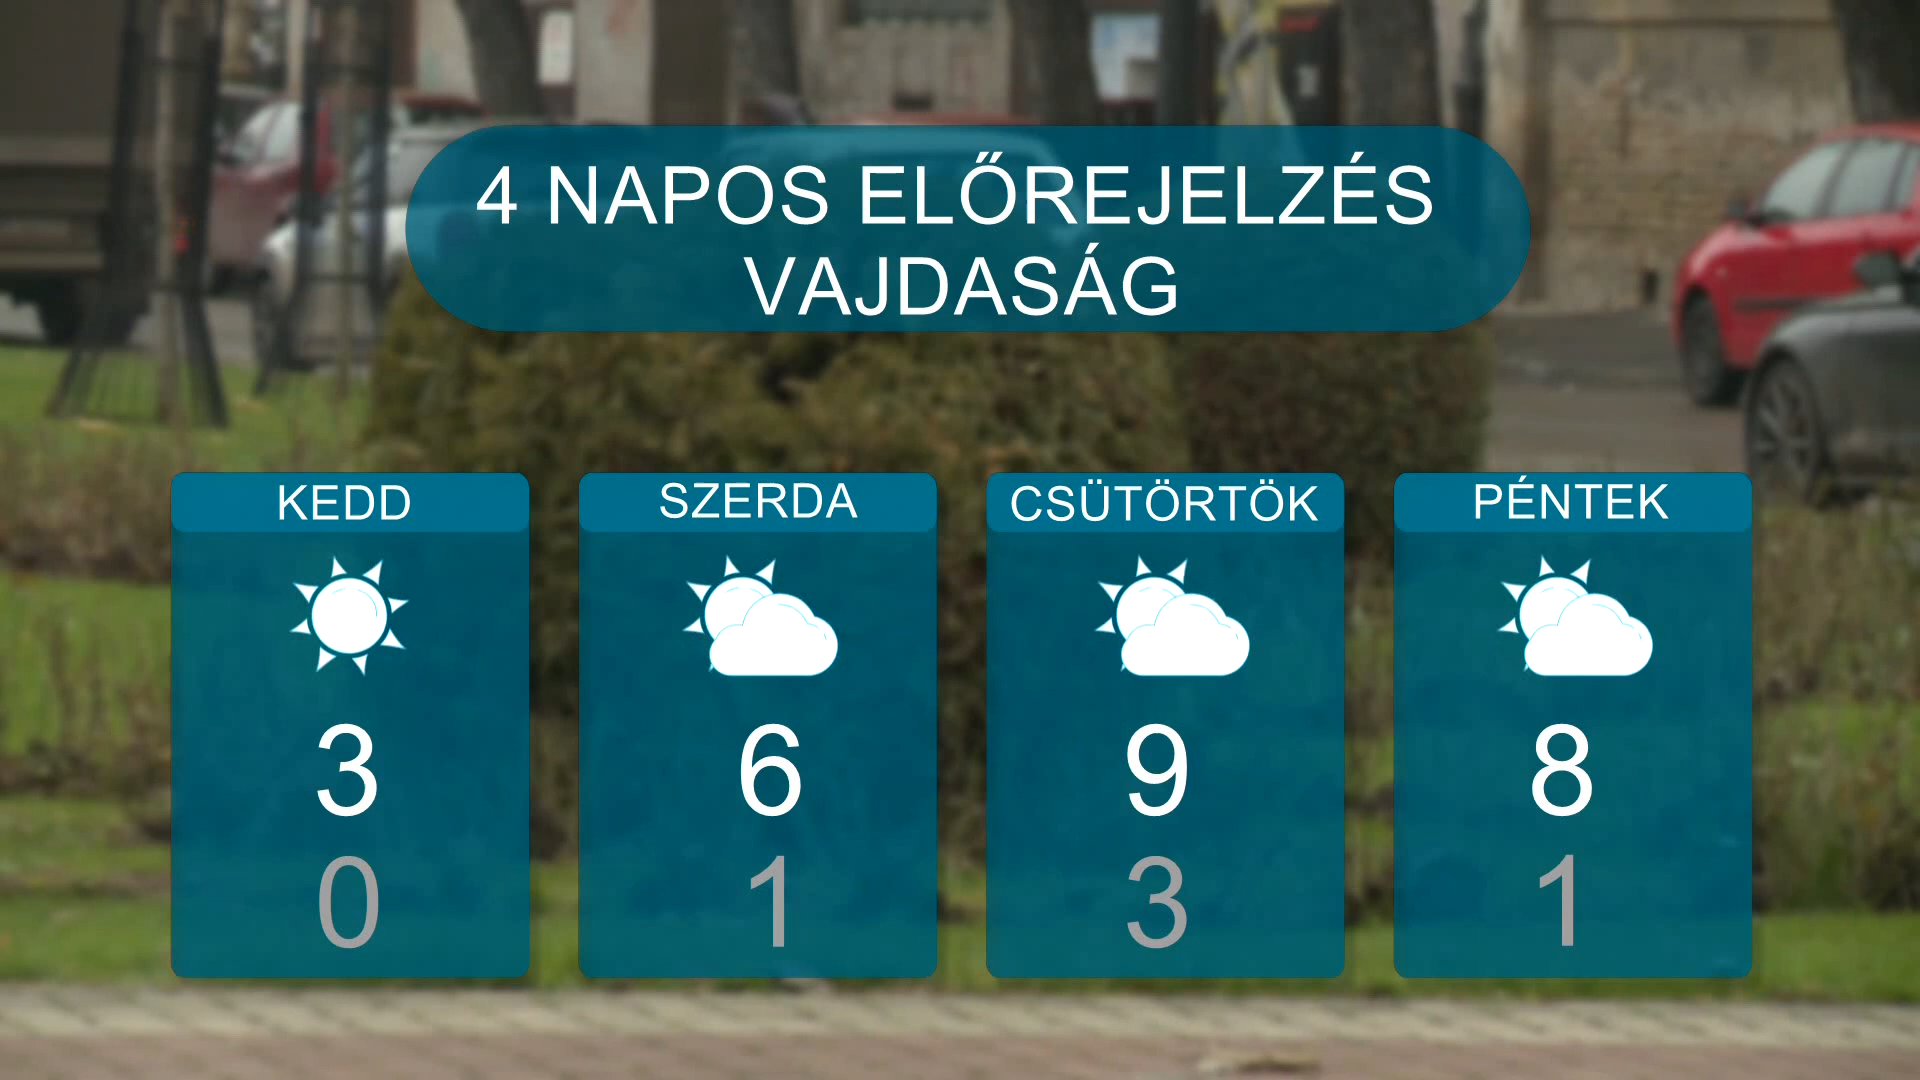 4 NAPOS ELŐREJELZÉS
VAJDASÁG
KEDD
3
0
SZERDA
6
1
CSÜTÖRTÖK
9
3
PÉNTEK
8
1